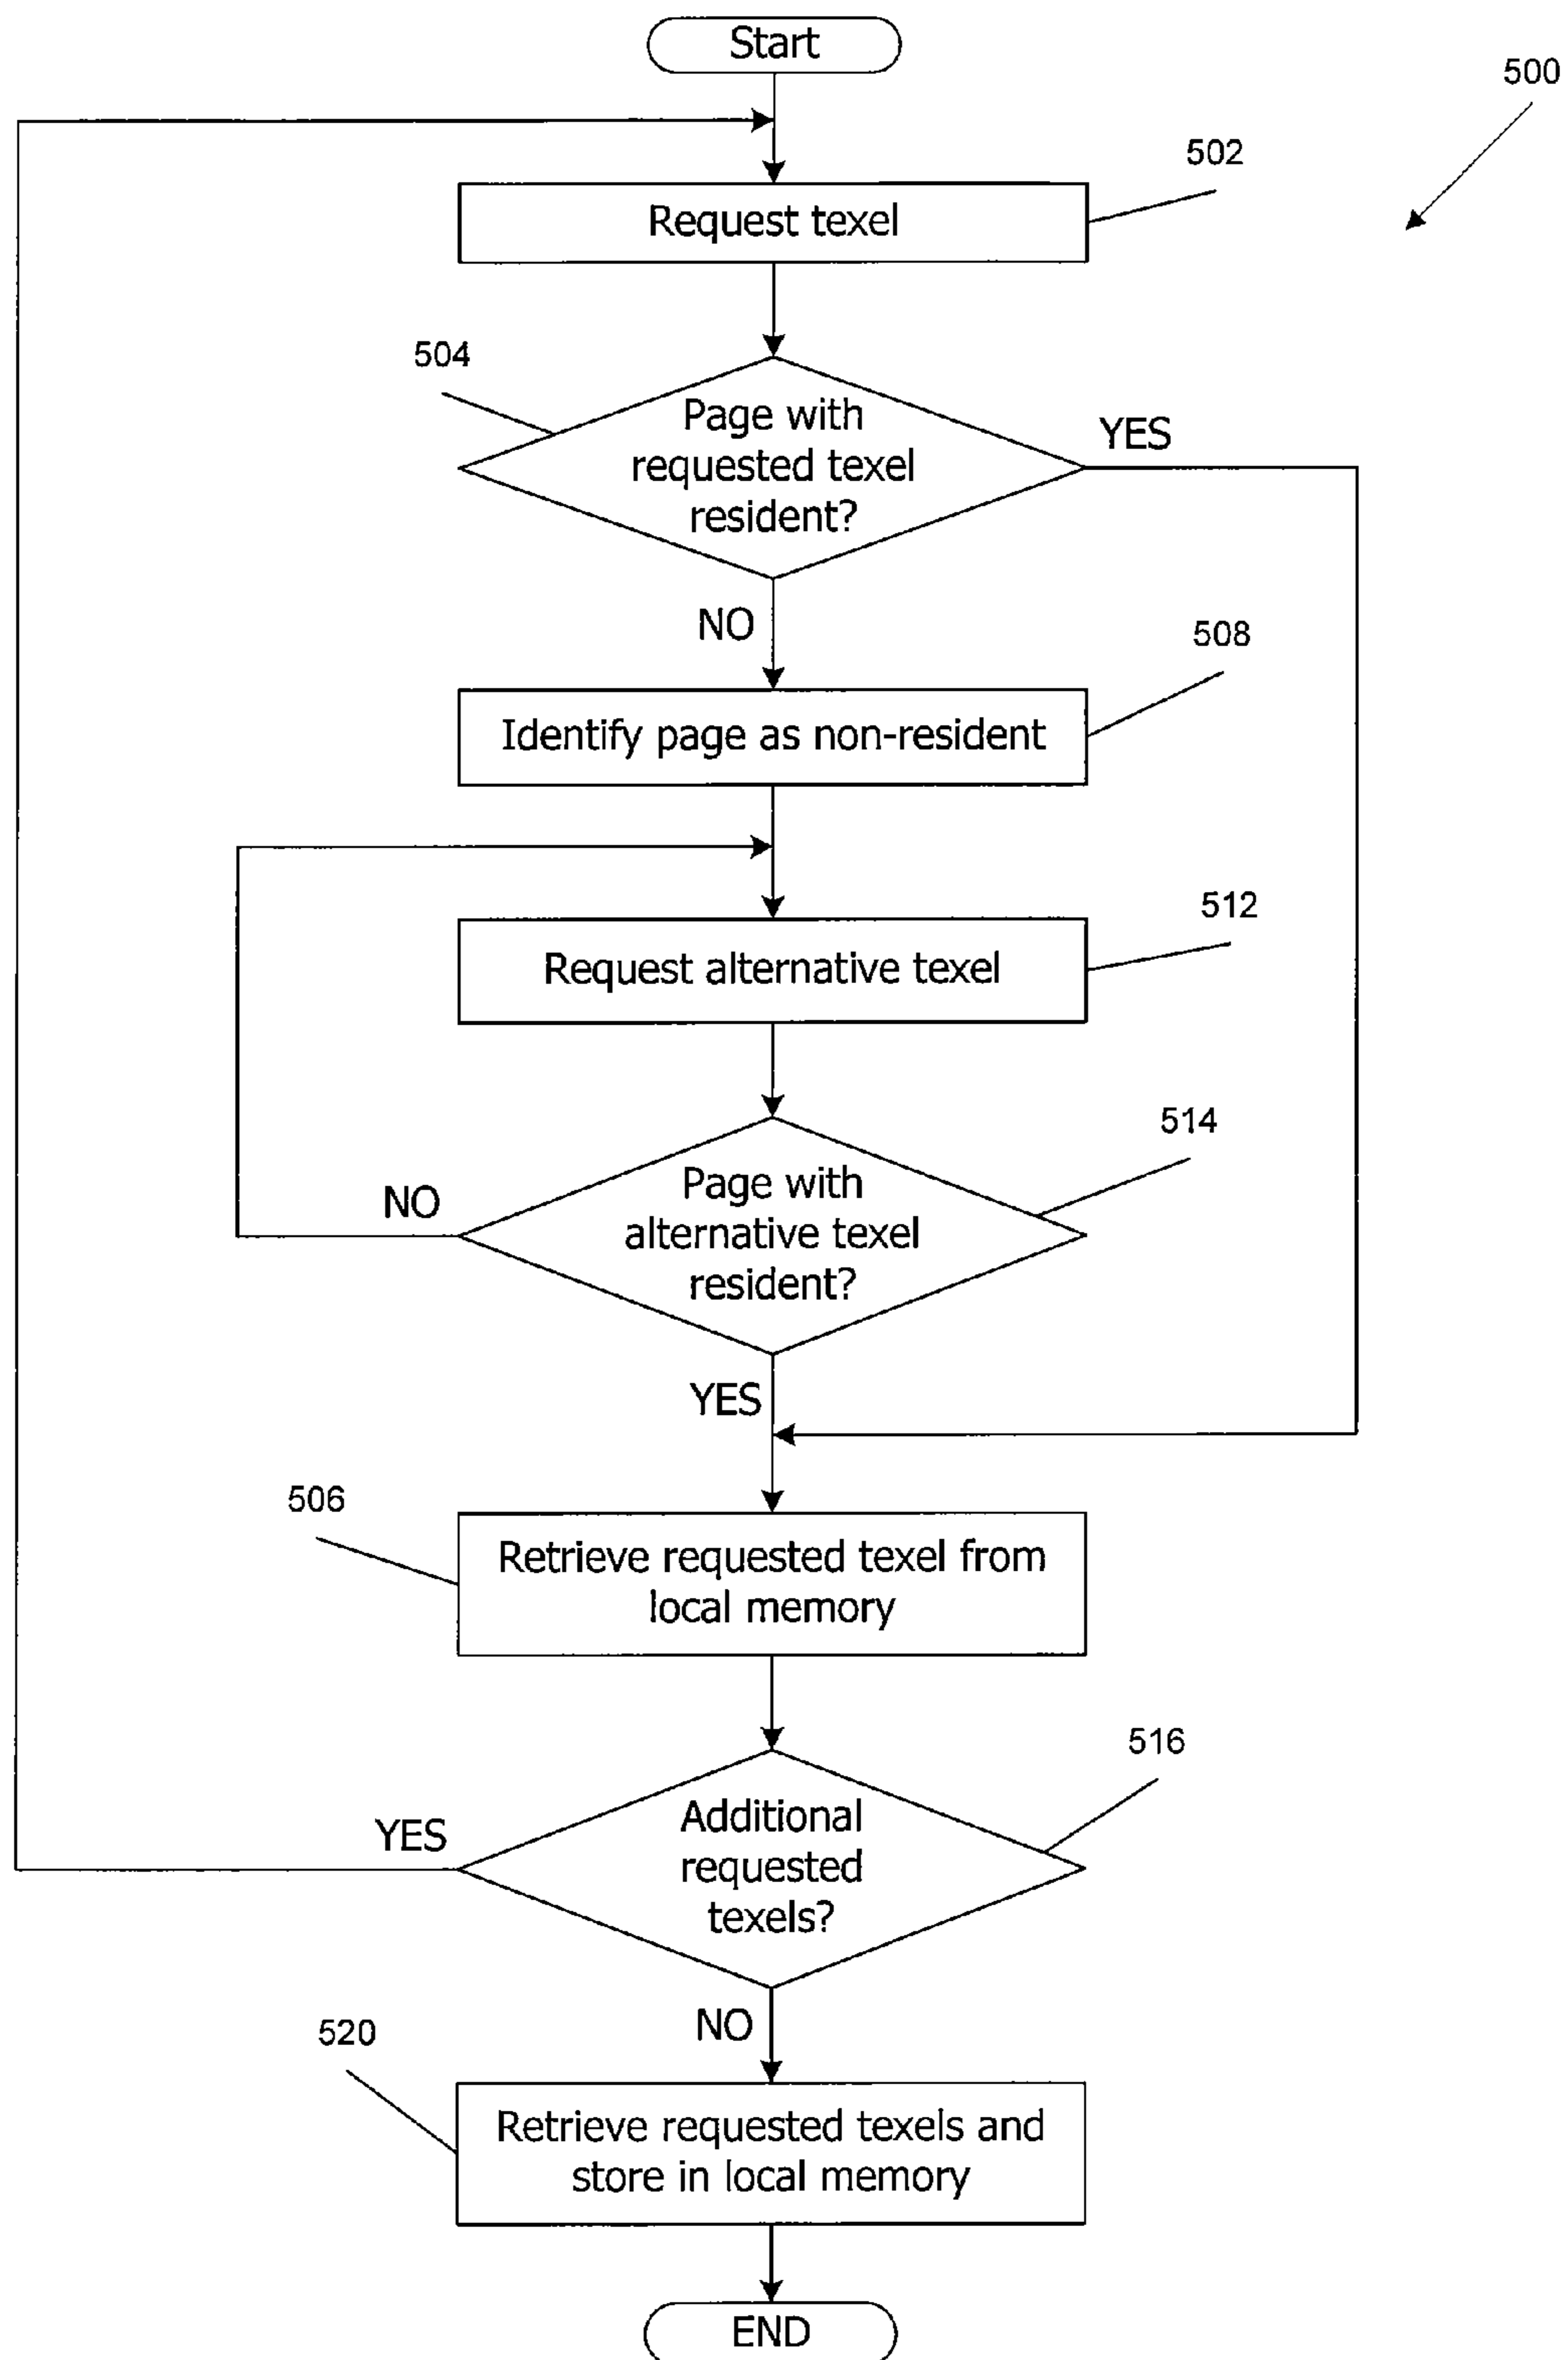 Start
500
502
Request texel
504
Page with
requested texel
resident?
YES
NO
508
Identify page as non-resident
512
Request alternative texel
514
Page with
alternative texel
resident?
NO
YES
506
Retrieve requested texel from
local memory
516
Additional
requested
texels?
YES
NO
520
Retrieve requested texels and
store in local memory
END